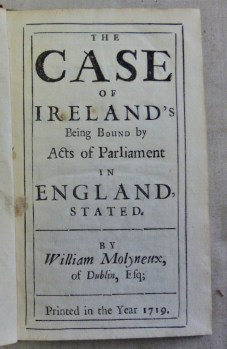 THE
CASE
OF
IRELAND's
Being BOUND by
Acts of Parliament
IN
ENGLAND,
STATED.
BY
William Molyneux,
of Dublin, Esq;
Printed in the Year 1719.